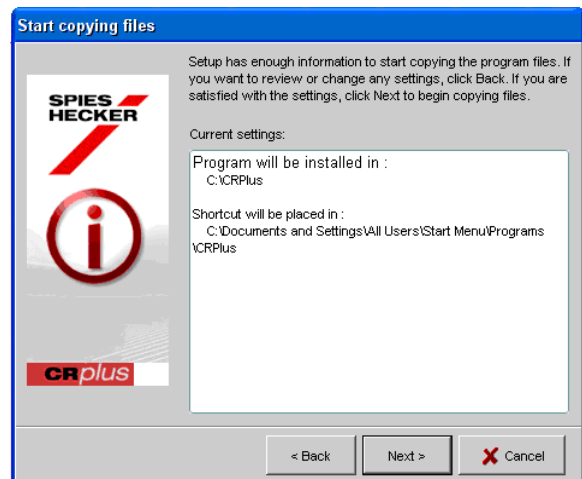 Start copying files
Setup has enough information to start copying the program files. If
you want to review or change any settings, click Back. If you are
satisfied with the settings, click Next to begin copying files.
SPIES
HECKER
Current settings:
Program will be installed in :
C:\CRPlus
Shortcut will be placed in :
C:\Documents and Settings\All Users\Start Menu\Programs
\CRPlus
CRplus
< Back
Next >
Cancel